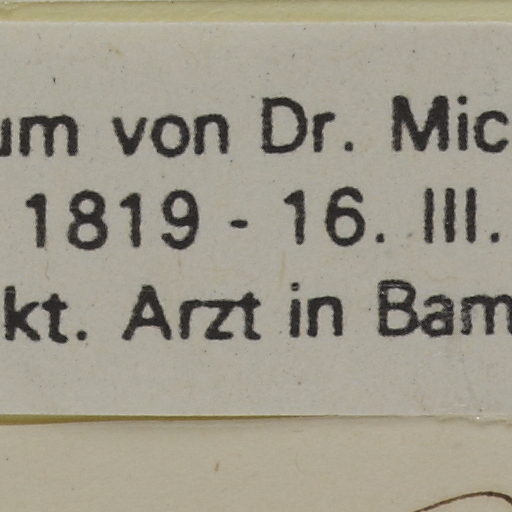 um von Dr. Mic
1819 - 16. III.
kt. Arzt in Bam